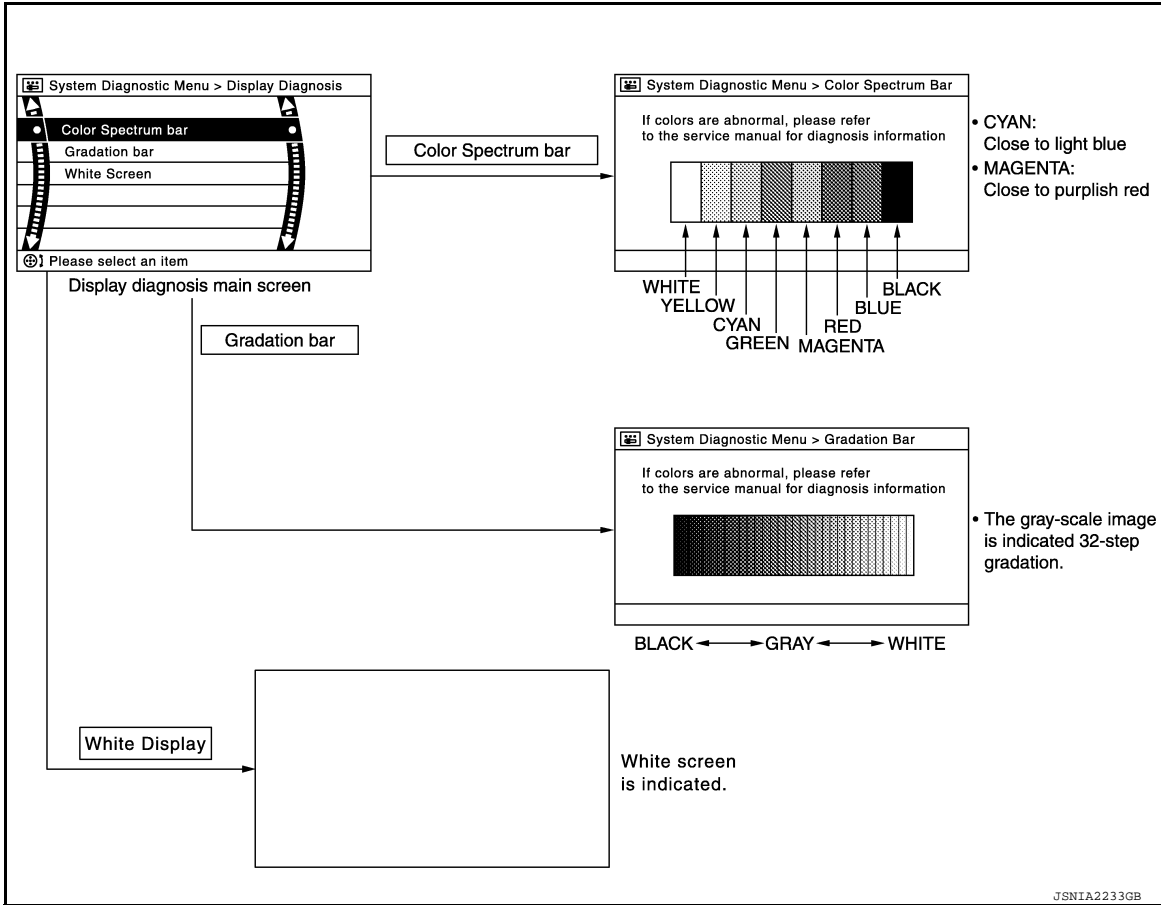 System Diagnostic Menu > Display Diagnosis
Color Spectrum bar
Gradation bar
White Screen
Please select an item
Display diagnosis main screen
Color Spectrum bar
System Diagnostic Menu > Color Spectrum Bar
If colors are abnormal, please refer
to the service manual for diagnosis information
WHITE
YELLOW
CYAN
GREEN
MAGENTA
RED
BLUE
BLACK
• CYAN:
Close to light blue
• MAGENTA:
Close to purplish red
Gradation bar
System Diagnostic Menu > Gradation Bar
If colors are abnormal, please refer
to the service manual for diagnosis information
BLACK GRAY WHITE
• The gray-scale image
is indicated 32-step
gradation.
White Display
White screen
is indicated.
JSNIA2233GB